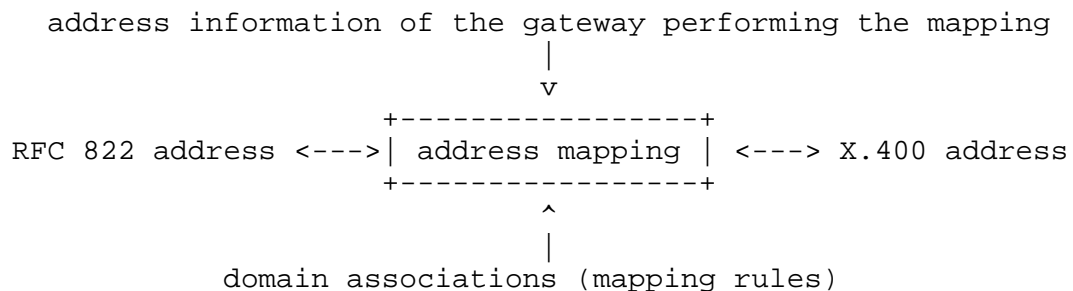 address information of the gateway performing the mapping
|
v
+-----------------+
RFC 822 address <--->| address mapping | <---> X.400 address
+-----------------+
^
|
domain associations (mapping rules)